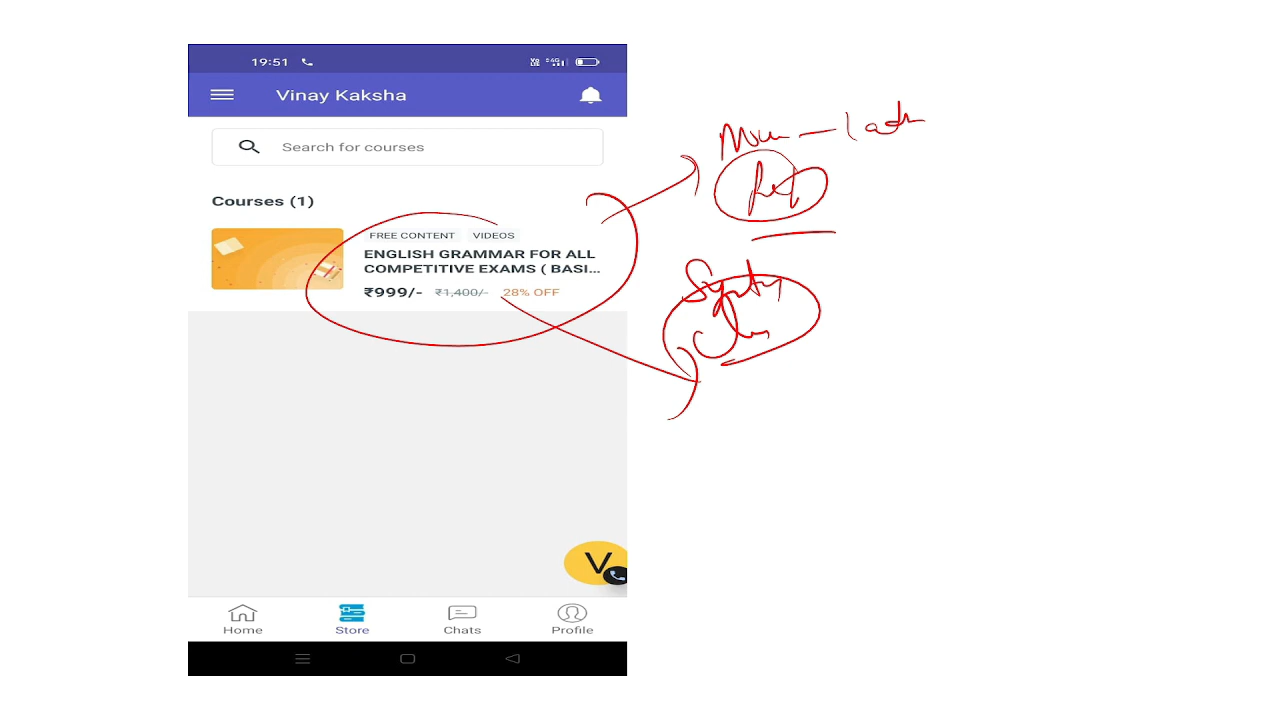 19:51
Vinay Kaksha
Search for courses
Courses (1)
FREE CONTENT VIDEOS
ENGLISH GRAMMAR FOR ALL
COMPETITIVE EXAMS ( BASI...
₹999/- ₹1,400/- 28% OFF
V
Home Store Chats Profile